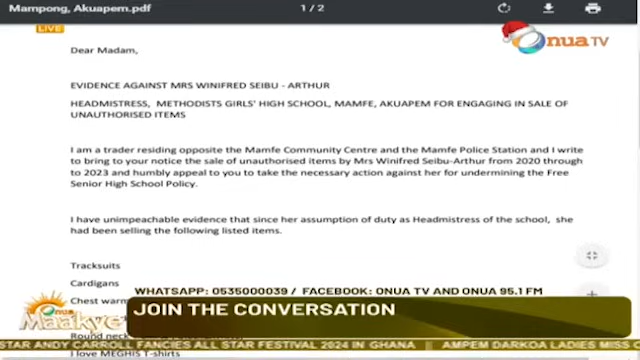 Mampong, Akuapem.pdf
1 / 2
LIVE
Onua TV
Dear Madam,
EVIDENCE AGAINST MRS WINIFRED SEIBU - ARTHUR
HEADMISTRESS, METHODISTS GIRLS' HIGH SCHOOL, MAMFE, AKUAPEM FOR ENGAGING IN SALE OF
UNAUTHORISED ITEMS
I am a trader residing opposite the Mamfe Community Centre and the Mamfe Police Station and I write
to bring to your notice the sale of unauthorised items by Mrs Winifred Seibu-Arthur from 2020 through
to 2023 and humbly appeal to you to take the necessary action against her for undermining the Free
Senior High School Policy.
I have unimpeachable evidence that since her assumption of duty as Headmistress of the school, she
had been selling the following listed items.
Tracksuits
Cardigans
WHATSAPP: 0535000039 / FACEBOOK: ONUA TV AND ONUA 95.1 FM
Chest
Onua
Maakye
JOIN THE CONVERSATION
Round neck
STAR ANDY CARROLL FANCIES ALL STAR FESTIVAL 2024 IN GHANA || AMPEM DARKOA LADIES MISS
I love MEGHIS T-shirts